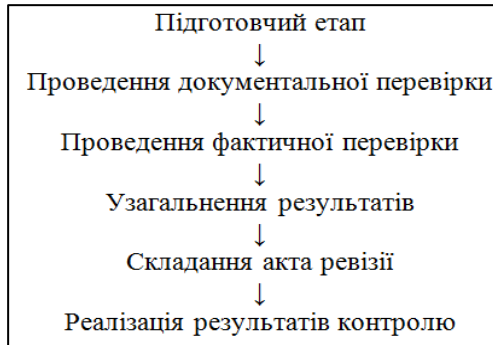 Підготовчий етап
↓
Проведення документальної перевірки
↓
Проведення фактичної перевірки
↓
Узагальнення результатів
↓
Складання акта ревізії
↓
Реалізація результатів контролю